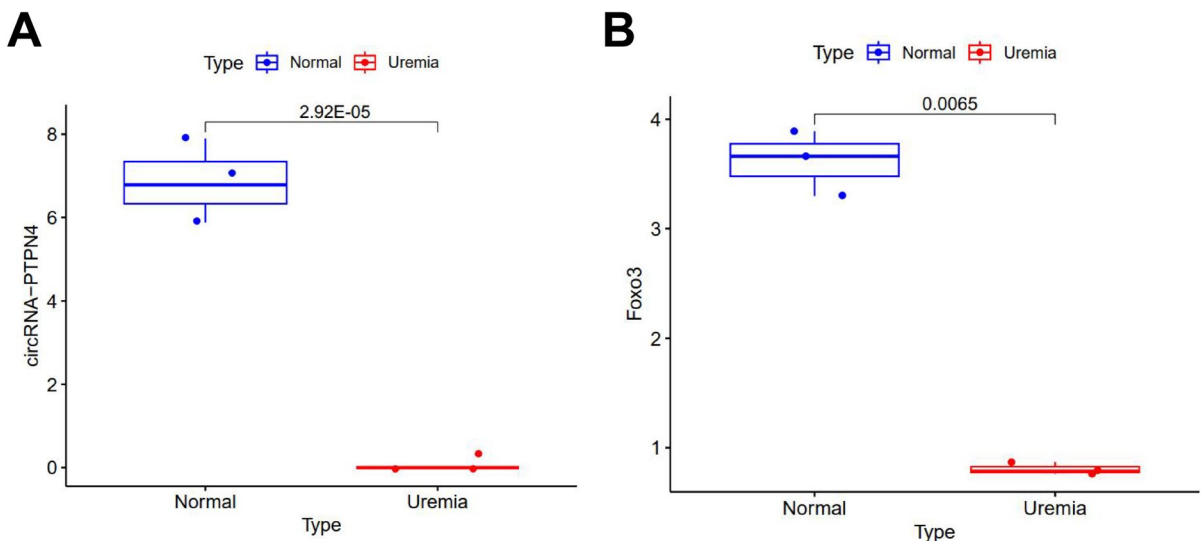 A
Type Normal Uremia
2.92E-05
8
6
4
2
0
circRNA−PTPN4
Normal Uremia
Type
B
Type Normal Uremia
0.0065
4
3
2
1
Foxo3
Normal Uremia
Type